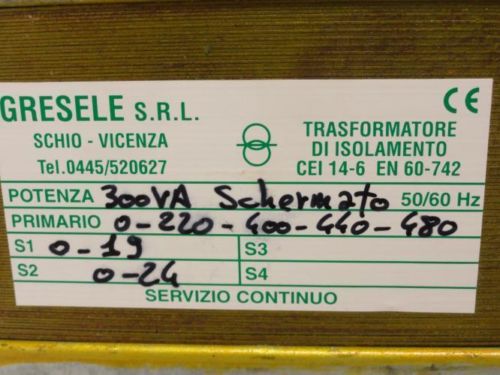 GRESELE S.R.L.
SCHIO - VICENZA
Tel.0445/520627
CE
TRASFORMATORE
DI ISOLAMENTO
CEI 14-6 EN 60-742
POTENZA 300VA Schermato 50/60 Hz
PRIMARIO 0-220-400-440-480
S1 0-19 S3
S2 0-24 S4
SERVIZIO CONTINUO